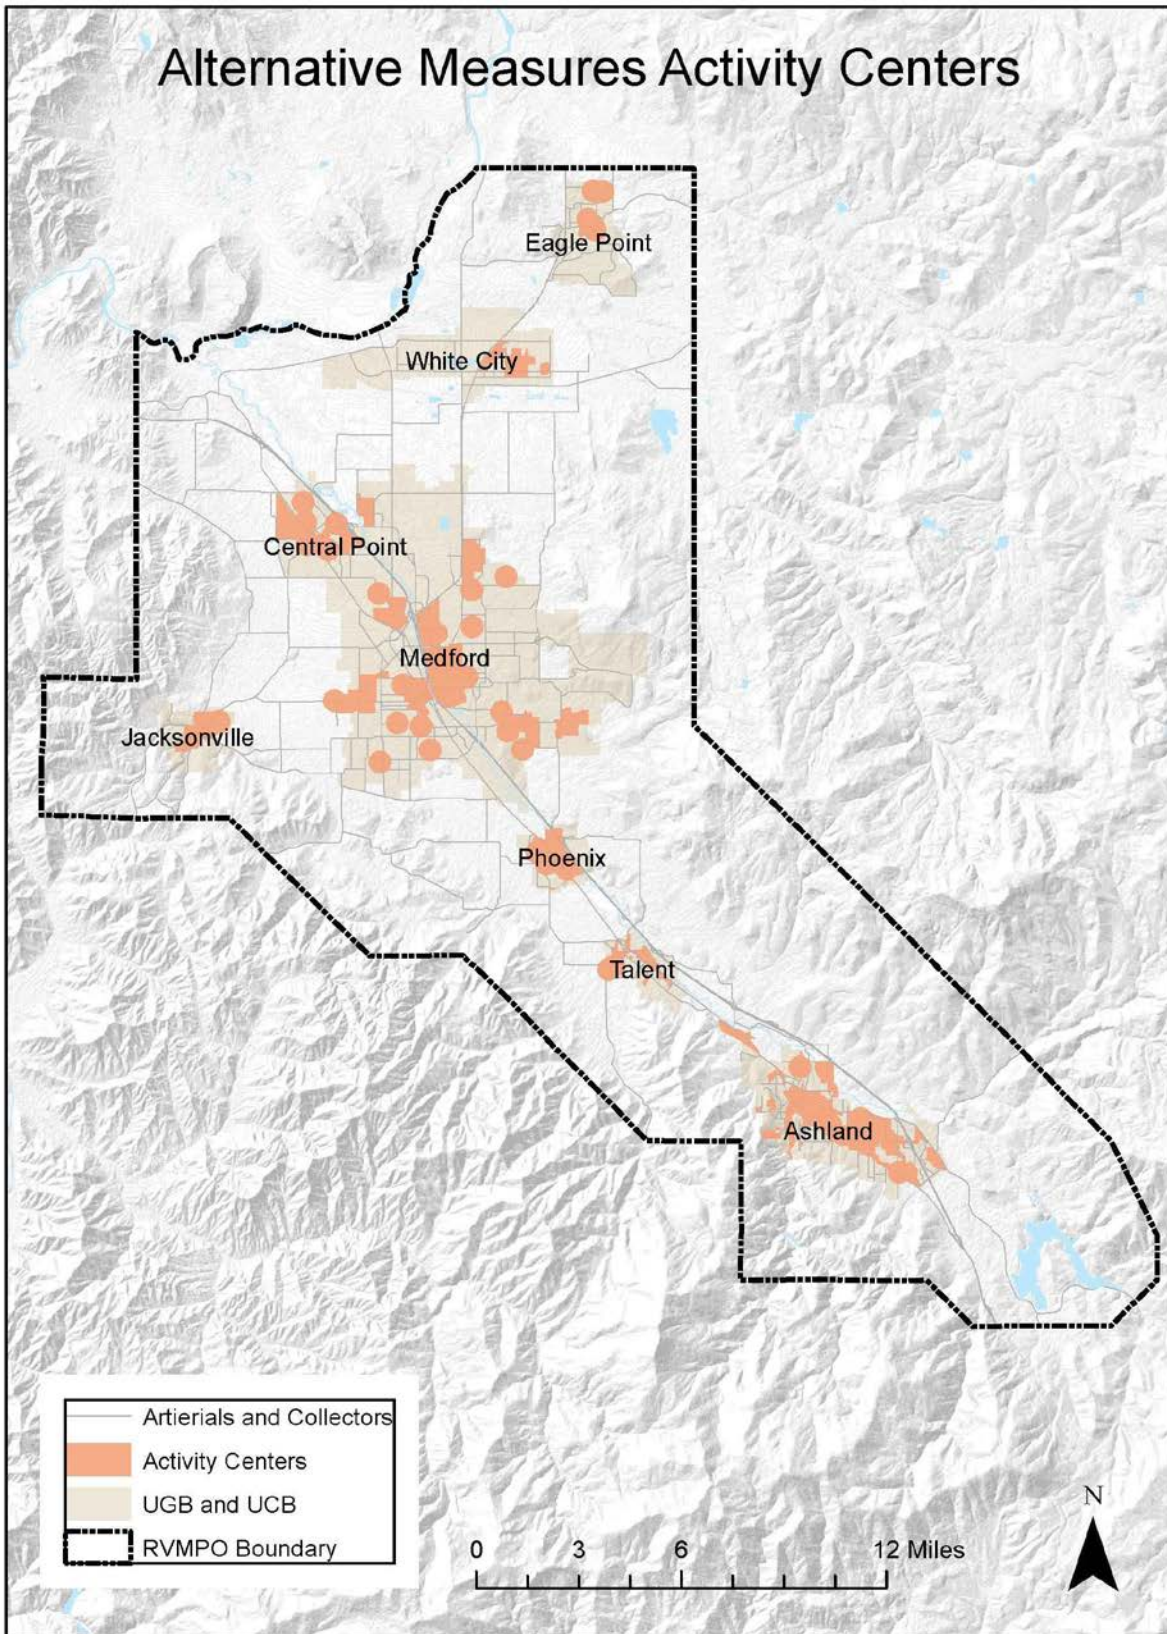 Alternative Measures Activity Centers
Eagle Point
White City
Central Point
Medford
Jacksonville
Phoenix
Talent
Ashland
Artierials and Collectors
Activity Centers
UGB and UCB
RVMPO Boundary
0 3 6 12 Miles
N